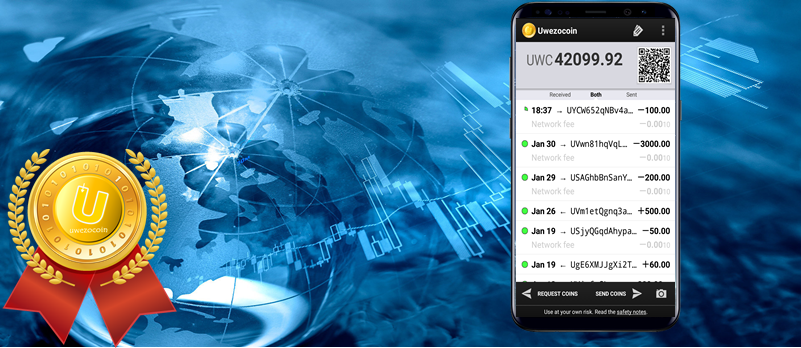 uwezocoin
Uwezocoin
UWC 42099.92
Received Both Sent
18:37 → UYCW652qNBv4a... −100.00
Network fee −0.0010
Jan 30 → UVwn81hqVqL... −3000.00
Network fee −0.0010
Jan 29 → USAGhbBnSanY... −200.00
Network fee −0.0010
Jan 26 ← UVm1etQgnq3a... +500.00
Jan 19 → USjyQGqdAhypa... −50.00
Network fee −0.0010
Jan 19 ← UgE6XMJJgXi2T... +60.00
REQUEST COINS SEND COINS
Use at your own risk. Read the safety notes.